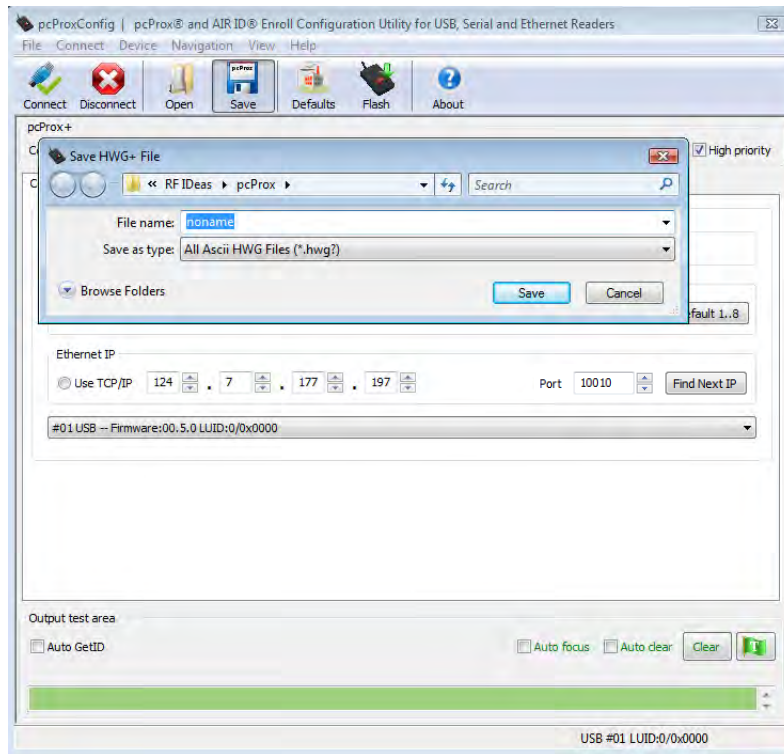 pcProxConfig | pcProx® and AIR ID® Enroll Configuration Utility for USB, Serial and Ethernet Readers
File Connect Device Navigation View Help
pcProx
Connect Disconnect Open Save Defaults Flash About
pcProx+
High priority
Save HWG+ File
« RF IDeas pcProx Search
File name: noname
Save as type: All Ascii HWG Files (*.hwg?)
Browse Folders Save Cancel
1..8
Ethernet IP
Use TCP/IP 124 . 7 . 177 . 197 Port 10010 Find Next IP
#01 USB -- Firmware:00.5.0 LUID:0/0x0000
Output test area
Auto GetID Auto focus Auto clear Clear
USB #01 LUID:0/0x0000